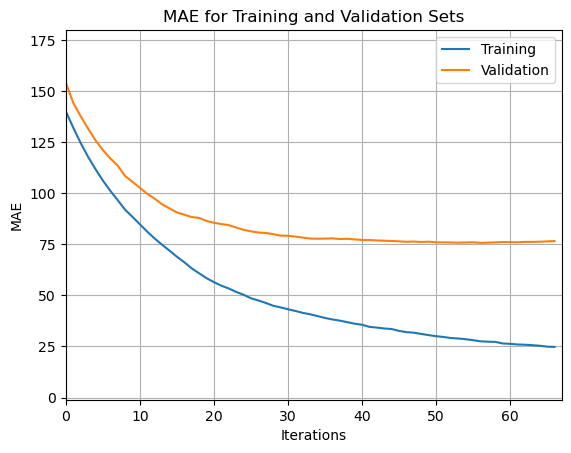 MAE for Training and Validation Sets
Training
Validation
175
150
125
100
75
50
25
0
MAE
0 10 20 30 40 50 60
Iterations